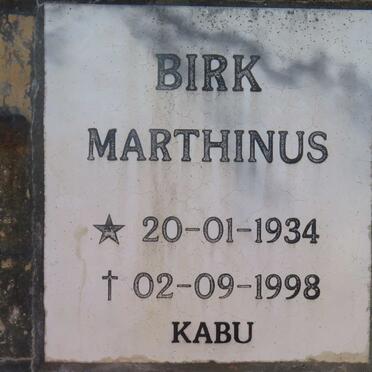 BIRK
MARTHINUS
☆ 20-01-1934
† 02-09-1998
KABU